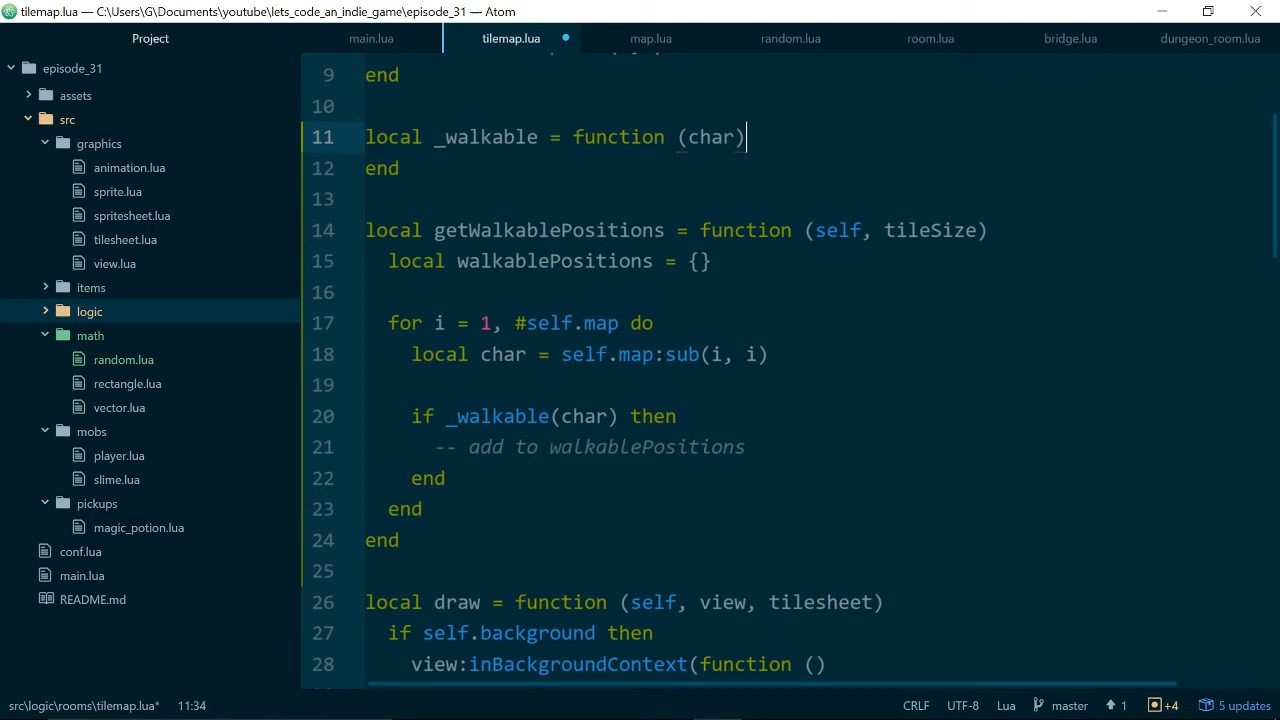 tilemap.lua — C:\Users\G\Documents\youtube\lets_code_an_indie_game\episode_31 — Atom
Project
main.lua
tilemap.lua
map.lua
random.lua
room.lua
bridge.lua
dungeon_room.lua
episode_31
assets
src
graphics
animation.lua
sprite.lua
spritesheet.lua
tilesheet.lua
view.lua
items
logic
math
random.lua
rectangle.lua
vector.lua
mobs
player.lua
slime.lua
pickups
magic_potion.lua
conf.lua
main.lua
README.md
9 end
10
11 local _walkable = function (char)
12 end
13
14 local getWalkablePositions = function (self, tileSize)
15 local walkablePositions = {}
16
17 for i = 1, #self.map do
18 local char = self.map:sub(i, i)
19
20 if _walkable(char) then
21 -- add to walkablePositions
22 end
23 end
24 end
25
26 local draw = function (self, view, tilesheet)
27 if self.background then
28 view:inBackgroundContext(function ()
src\logic\rooms\tilemap.lua* 11:34 CRLF UTF-8 Lua master 1 +4 5 updates